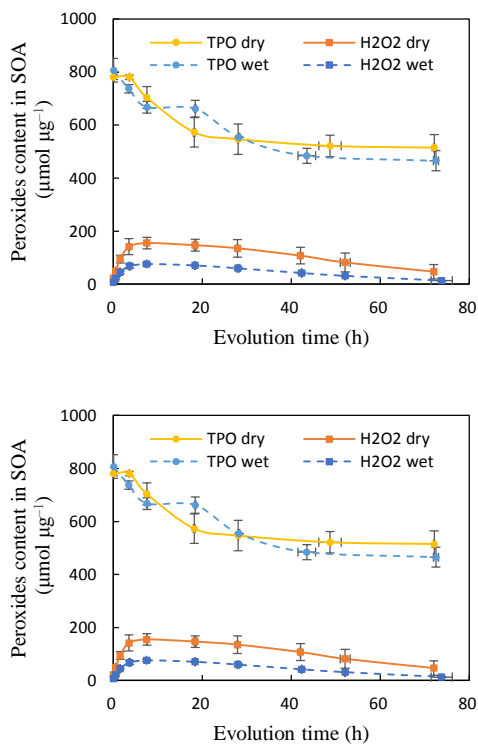 Peroxides content in SOA
(μmol μg⁻¹)
1000
800
600
400
200
0
TPO dry
H2O2 dry
TPO wet
H2O2 wet
0 20 40 60 80
Evolution time (h)
Peroxides content in SOA
(μmol μg⁻¹)
1000
800
600
400
200
0
TPO dry
H2O2 dry
TPO wet
H2O2 wet
0 20 40 60 80
Evolution time (h)